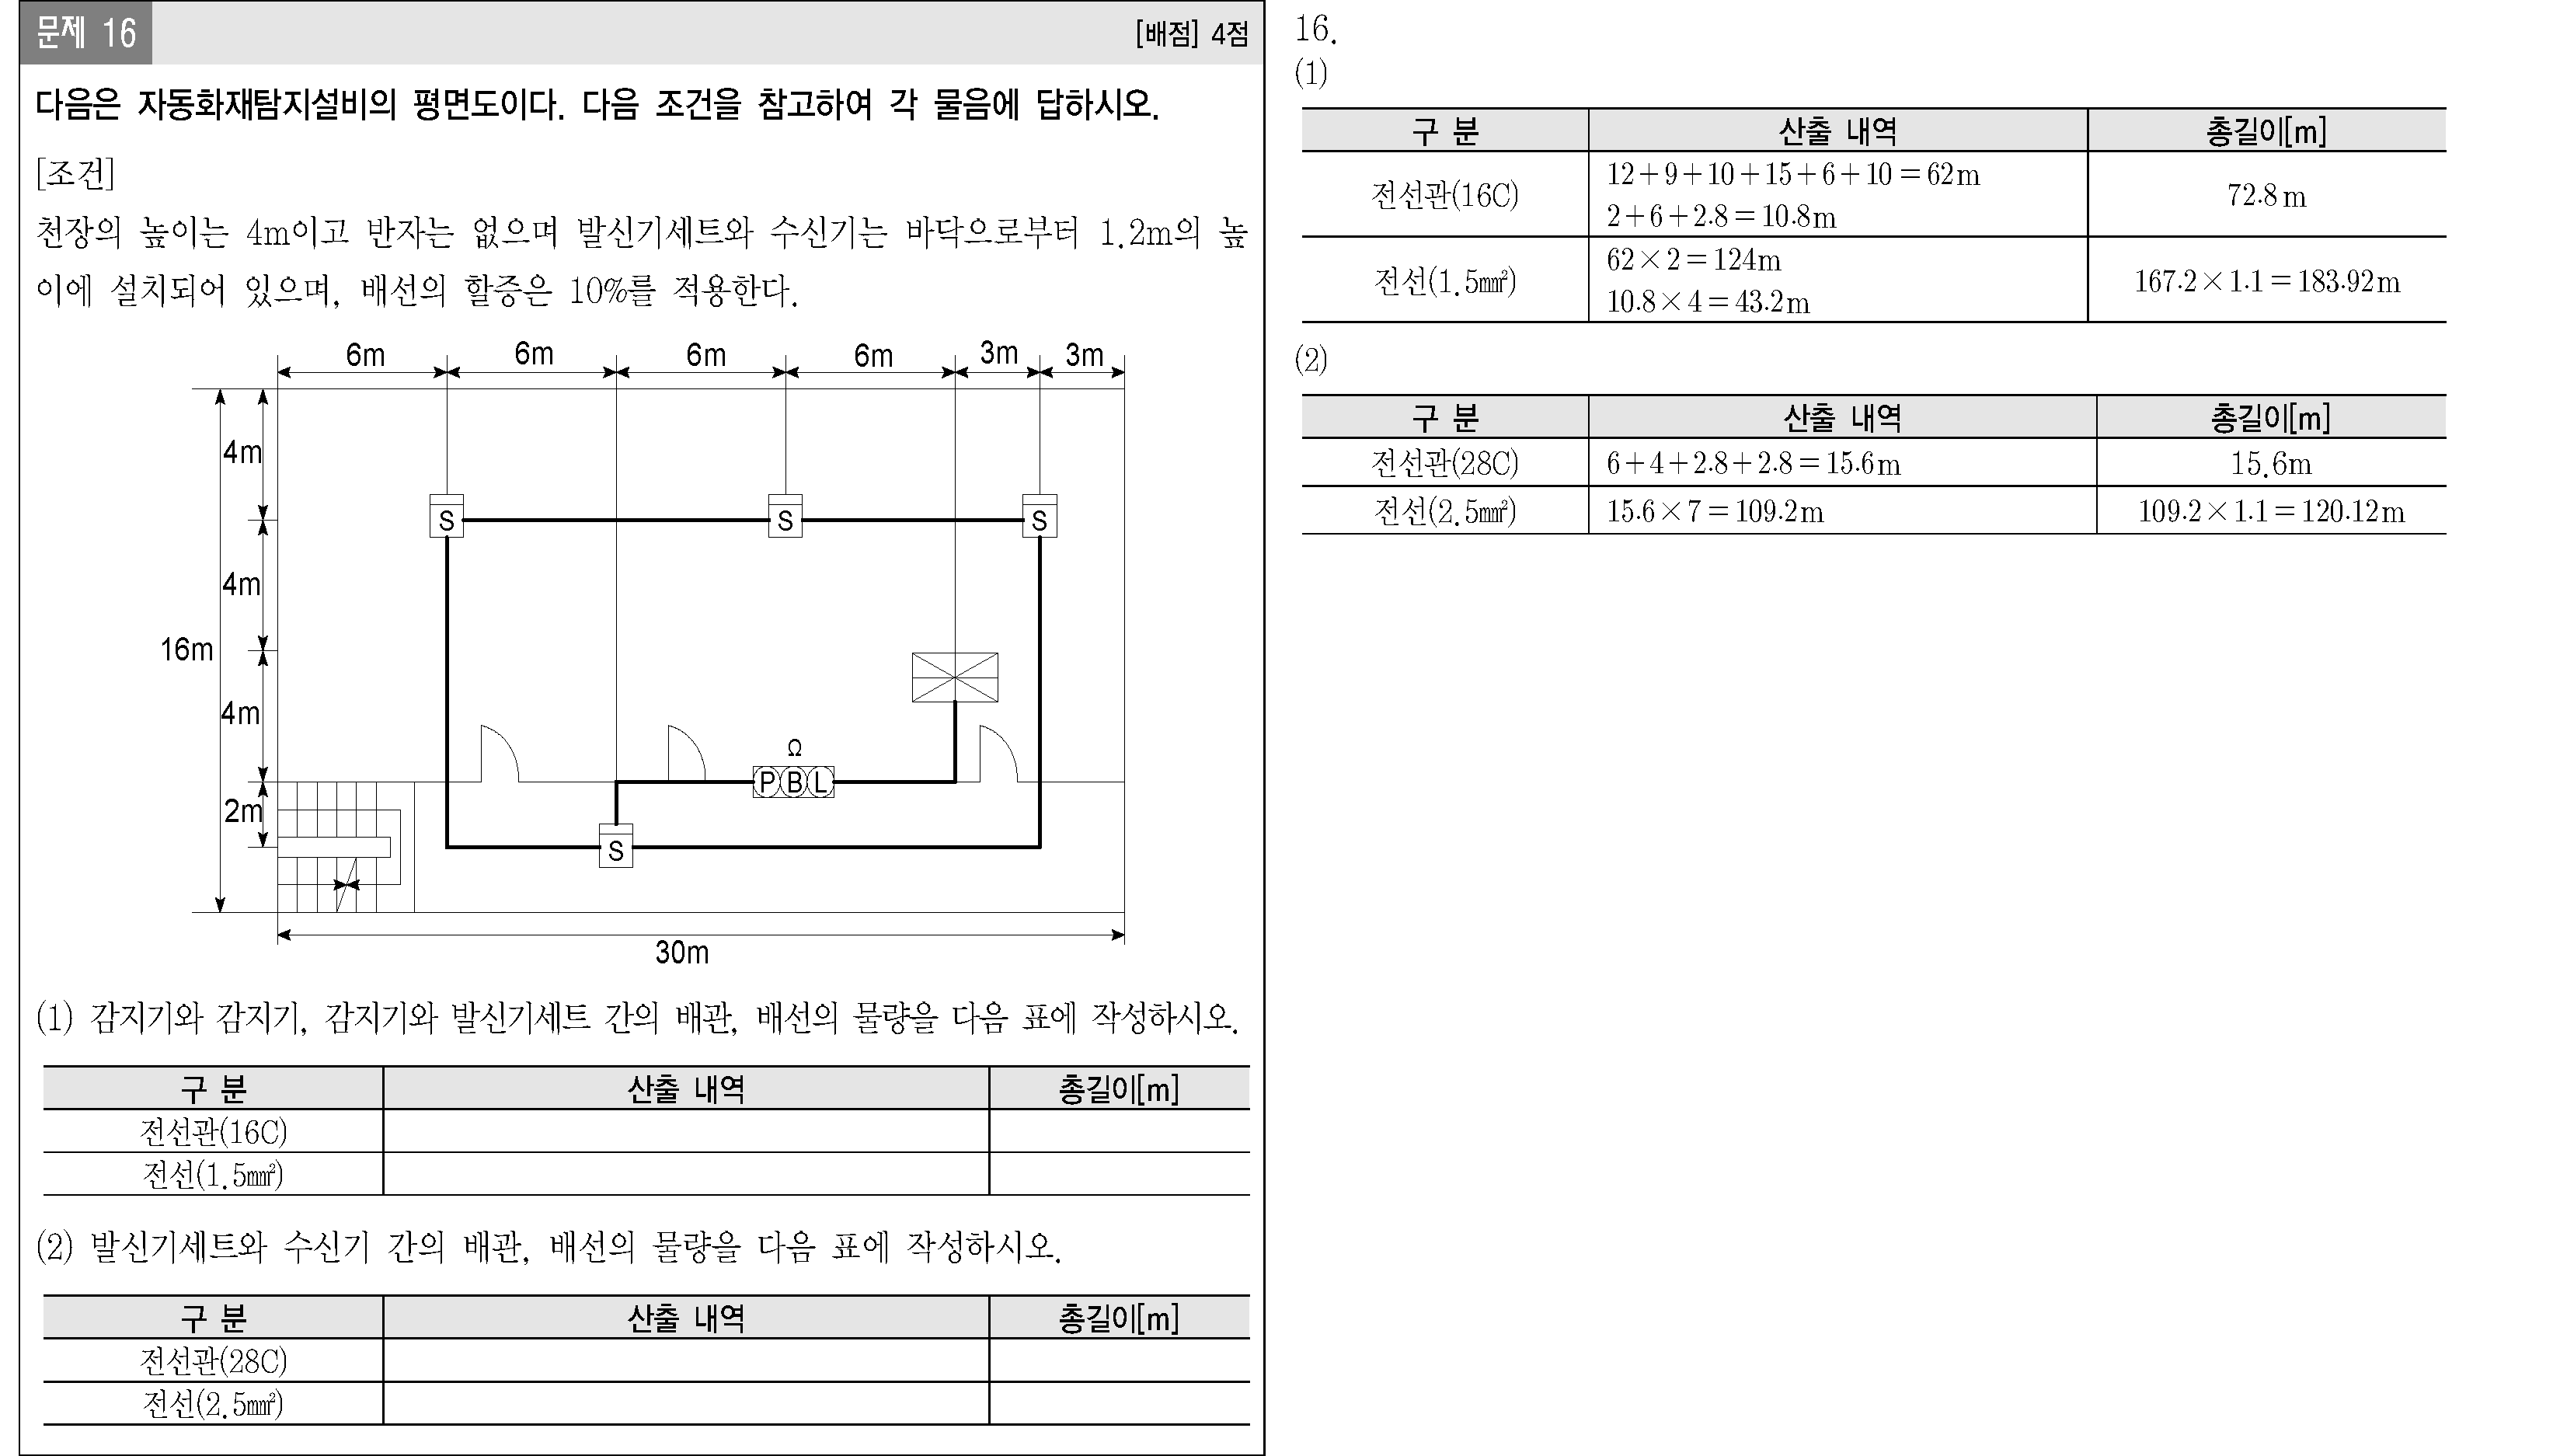 문제 16
[배점] 4점
다음은 자동화재탐지설비의 평면도이다. 다음 조건을 참고하여 각 물음에 답하시오.
[조건]
천장의 높이는 4m이고 반자는 없으며 발신기세트와 수신기는 바닥으로부터 1.2m의 높
이에 설치되어 있으며, 배선의 할증은 10%를 적용한다.
6m 6m 6m 6m 3m 3m
4m
S S S
4m
16m
4m
Ω
P B L
2m
S
30m
(1) 감지기와 감지기, 감지기와 발신기세트 간의 배관, 배선의 물량을 다음 표에 작성하시오.
구 분 산출 내역 총길이[m]
전선관(16C)
전선(1.5㎟)
(2) 발신기세트와 수신기 간의 배관, 배선의 물량을 다음 표에 작성하시오.
구 분 산출 내역 총길이[m]
전선관(28C)
전선(2.5㎟)
16.
(1)
구 분 산출 내역 총길이[m]
전선관(16C) 12+9+10+15+6+10=62m 72.8m
2+6+2.8=10.8m
전선(1.5㎟) 62×2=124m 167.2×1.1=183.92m
10.8×4=43.2m
(2)
구 분 산출 내역 총길이[m]
전선관(28C) 6+4+2.8+2.8=15.6m 15.6m
전선(2.5㎟) 15.6×7=109.2m 109.2×1.1=120.12m